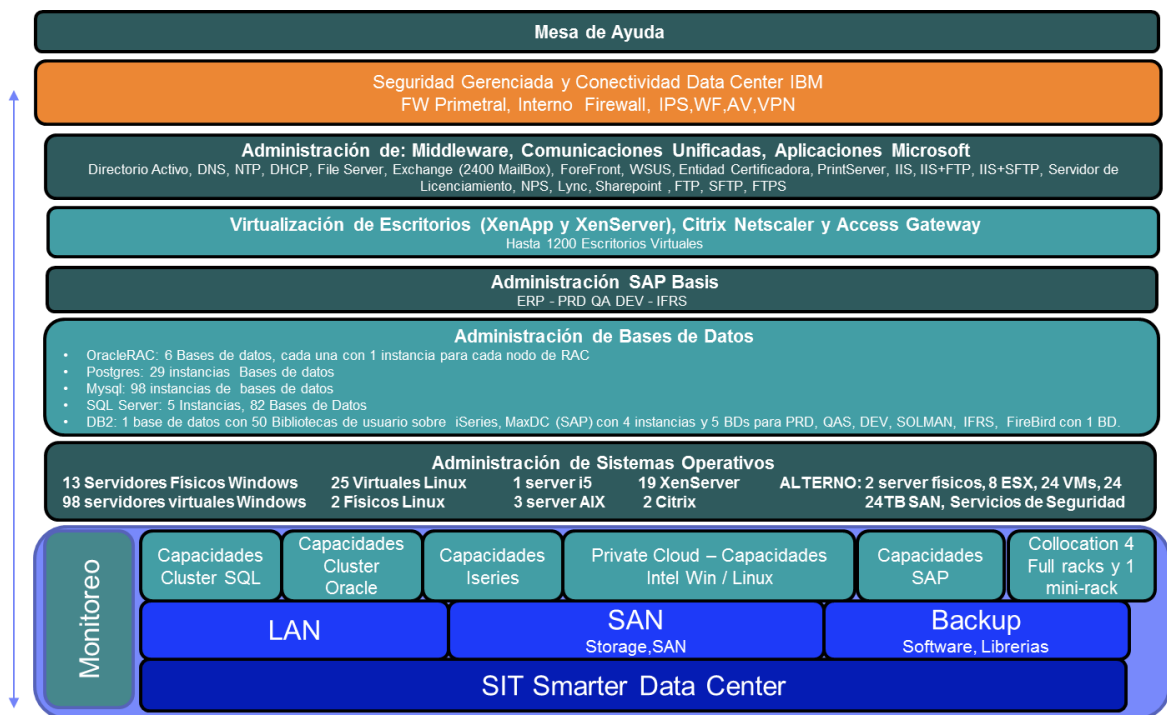 Mesa de Ayuda
Seguridad Gerenciada y Conectividad Data Center IBM
FW Primetral, Interno Firewall, IPS,WF,AV,VPN
Administración de: Middleware, Comunicaciones Unificadas, Aplicaciones Microsoft
Directorio Activo, DNS, NTP, DHCP, File Server, Exchange (2400 MailBox), ForeFront, WSUS, Entidad Certificadora, PrintServer, IIS, IIS+FTP, IIS+SFTP, Servidor de
Licenciamiento, NPS, Lync, Sharepoint , FTP, SFTP, FTPS
Virtualización de Escritorios (XenApp y XenServer), Citrix Netscaler y Access Gateway
Hasta 1200 Escritorios Virtuales
Administración SAP Basis
ERP - PRD QA DEV - IFRS
Administración de Bases de Datos
• OracleRAC: 6 Bases de datos, cada una con 1 instancia para cada nodo de RAC
• Postgres: 29 instancias Bases de datos
• Mysql: 98 instancias de bases de datos
• SQL Server: 5 Instancias, 82 Bases de Datos
• DB2: 1 base de datos con 50 Bibliotecas de usuario sobre iSeries, MaxDC (SAP) con 4 instancias y 5 BDs para PRD, QAS, DEV, SOLMAN, IFRS, FireBird con 1 BD.
Administración de Sistemas Operativos
13 Servidores Físicos Windows 25 Virtuales Linux 1 server i5 19 XenServer ALTERNO: 2 server físicos, 8 ESX, 24 VMs, 24
98 servidores virtuales Windows 2 Físicos Linux 3 server AIX 2 Citrix 24TB SAN, Servicios de Seguridad
Monitoreo
Capacidades
Cluster SQL
Capacidades
Cluster
Oracle
Capacidades
Iseries
Private Cloud – Capacidades
Intel Win / Linux
Capacidades
SAP
Collocation 4
Full racks y 1
mini-rack
LAN
SAN
Storage,SAN
Backup
Software, Librerias
SIT Smarter Data Center